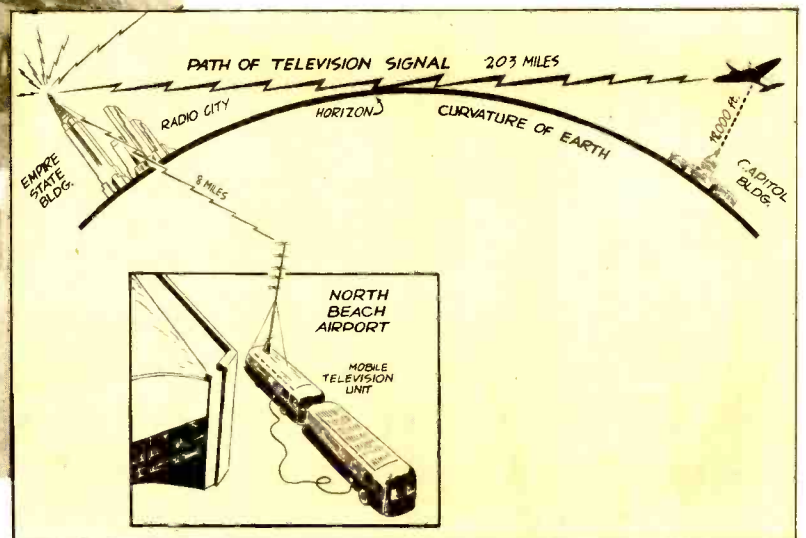 PATH OF TELEVISION SIGNAL 203 MILES
RADIO CITY
HORIZON
CURVATURE OF EARTH
ft.
EMPIRE
STATE
BLDG.
CAPITOL
BLDG.
8 MILES
NORTH
BEACH
AIRPORT
MOBILE
TELEVISION
UNIT